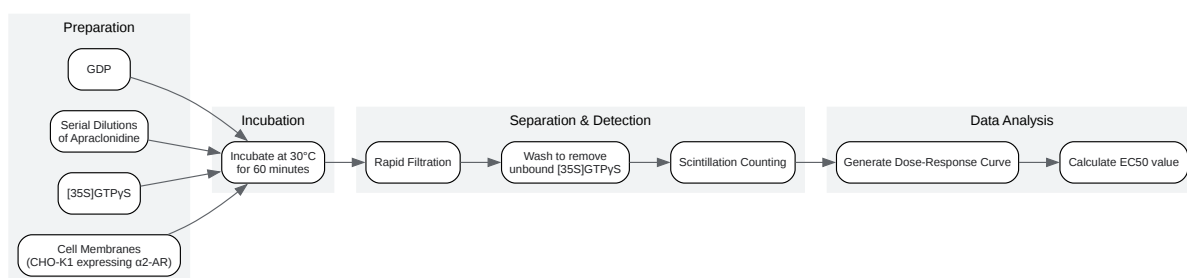 Preparation
GDP
Serial Dilutions
of Apraclonidine
[35S]GTPγS
Cell Membranes
(CHO-K1 expressing α2-AR)
Incubation
Incubate at 30°C
for 60 minutes
Separation & Detection
Rapid Filtration
Wash to remove
unbound [35S]GTPγS
Scintillation Counting
Data Analysis
Generate Dose-Response Curve
Calculate EC50 value